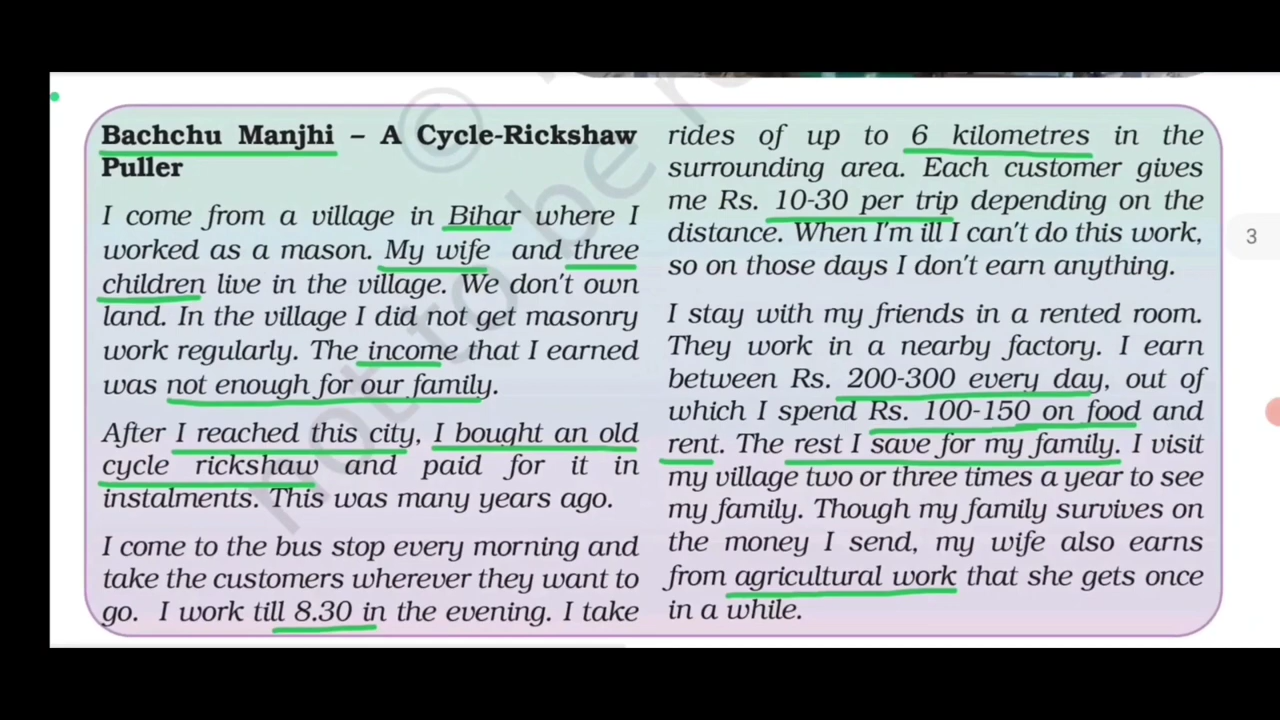 Bachchu Manjhi – A Cycle-Rickshaw
Puller
I come from a village in Bihar where I
worked as a mason. My wife and three
children live in the village. We don't own
land. In the village I did not get masonry
work regularly. The income that I earned
was not enough for our family.
After I reached this city, I bought an old
cycle rickshaw and paid for it in
instalments. This was many years ago.
I come to the bus stop every morning and
take the customers wherever they want to
go. I work till 8.30 in the evening. I take
rides of up to 6 kilometres in the
surrounding area. Each customer gives
me Rs. 10-30 per trip depending on the
distance. When I'm ill I can't do this work,
so on those days I don't earn anything.
I stay with my friends in a rented room.
They work in a nearby factory. I earn
between Rs. 200-300 every day, out of
which I spend Rs. 100-150 on food and
rent. The rest I save for my family. I visit
my village two or three times a year to see
my family. Though my family survives on
the money I send, my wife also earns
from agricultural work that she gets once
in a while.
3
©
not to be r